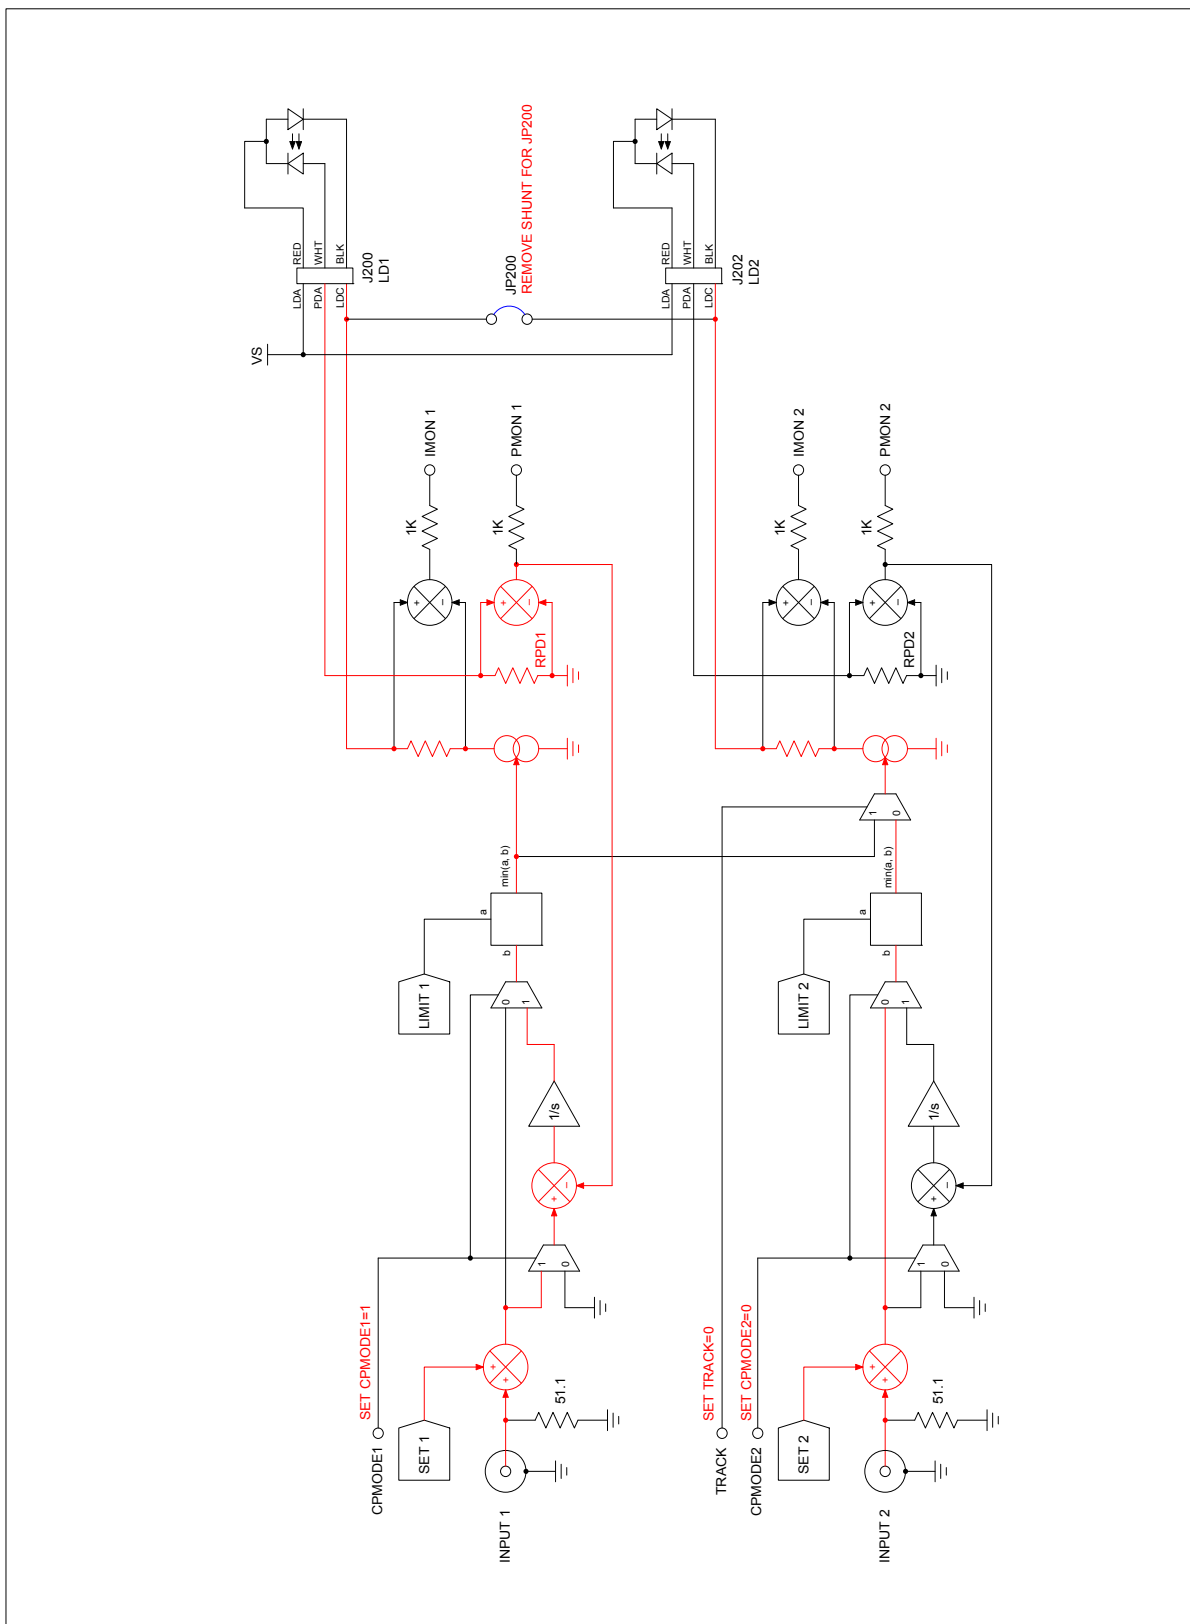 CPMODE1
SET CPMODE1=1
SET 1
INPUT 1
51.1
+
+
1
0
+
−
1/s
0
1
LIMIT 1
b
a
min(a, b)
RPD1
+
−
+
−
1K
1K
IMON 1
PMON 1
VS
LDA
PDA
LDC
RED
WHT
BLK
J200
LD1
JP200
REMOVE SHUNT FOR JP200
TRACK
SET TRACK=0
CPMODE2
SET CPMODE2=0
SET 2
INPUT 2
51.1
+
+
1
0
+
−
1/s
0
1
LIMIT 2
b
a
min(a, b)
1
0
RPD2
+
−
+
−
1K
1K
IMON 2
PMON 2
LDA
PDA
LDC
RED
WHT
BLK
J202
LD2